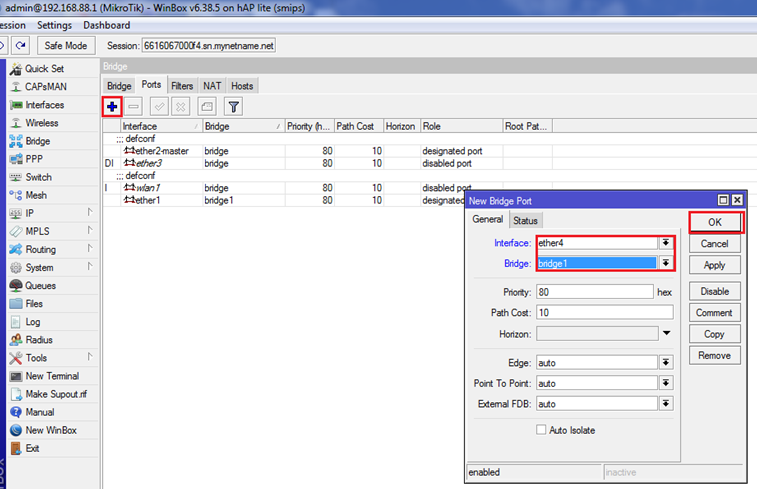 admin@192.168.88.1 (MikroTik) - WinBox v6.38.5 on hAP lite (smips)
ession Settings Dashboard
Safe Mode Session: 6616067000f4.sn.mynetname.net
Quick Set
CAPsMAN
Interfaces
Wireless
Bridge
PPP
Switch
Mesh
IP
MPLS
Routing
System
Queues
Files
Log
Radius
Tools
New Terminal
Make Supout.rif
Manual
New WinBox
Exit
Bridge
Bridge Ports Filters NAT Hosts
Interface Bridge Priority (h... Path Cost Horizon Role Root Pat...
;;; defconf
ether2-master bridge 80 10 designated port
DI ether3 bridge 80 10 disabled port
;;; defconf
I wlan1 bridge 80 10 disabled port
ether1 bridge1 80 10 designate
New Bridge Port
General Status
Interface: ether4
Bridge: bridge1
Priority: 80 hex
Path Cost: 10
Horizon:
Edge: auto
Point To Point: auto
External FDB: auto
Auto Isolate
OK
Cancel
Apply
Disable
Comment
Copy
Remove
enabled inactive